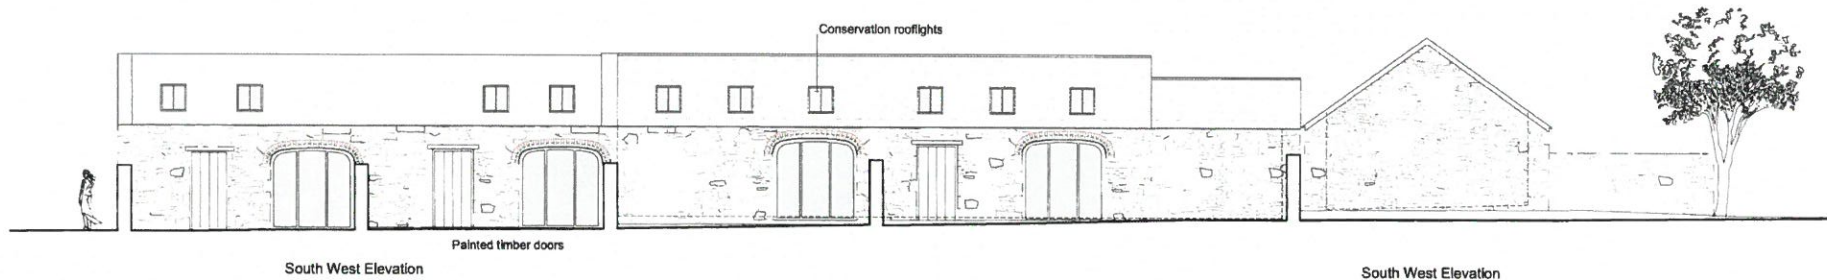 Conservation rooflights
Painted timber doors
South West Elevation
South West Elevation